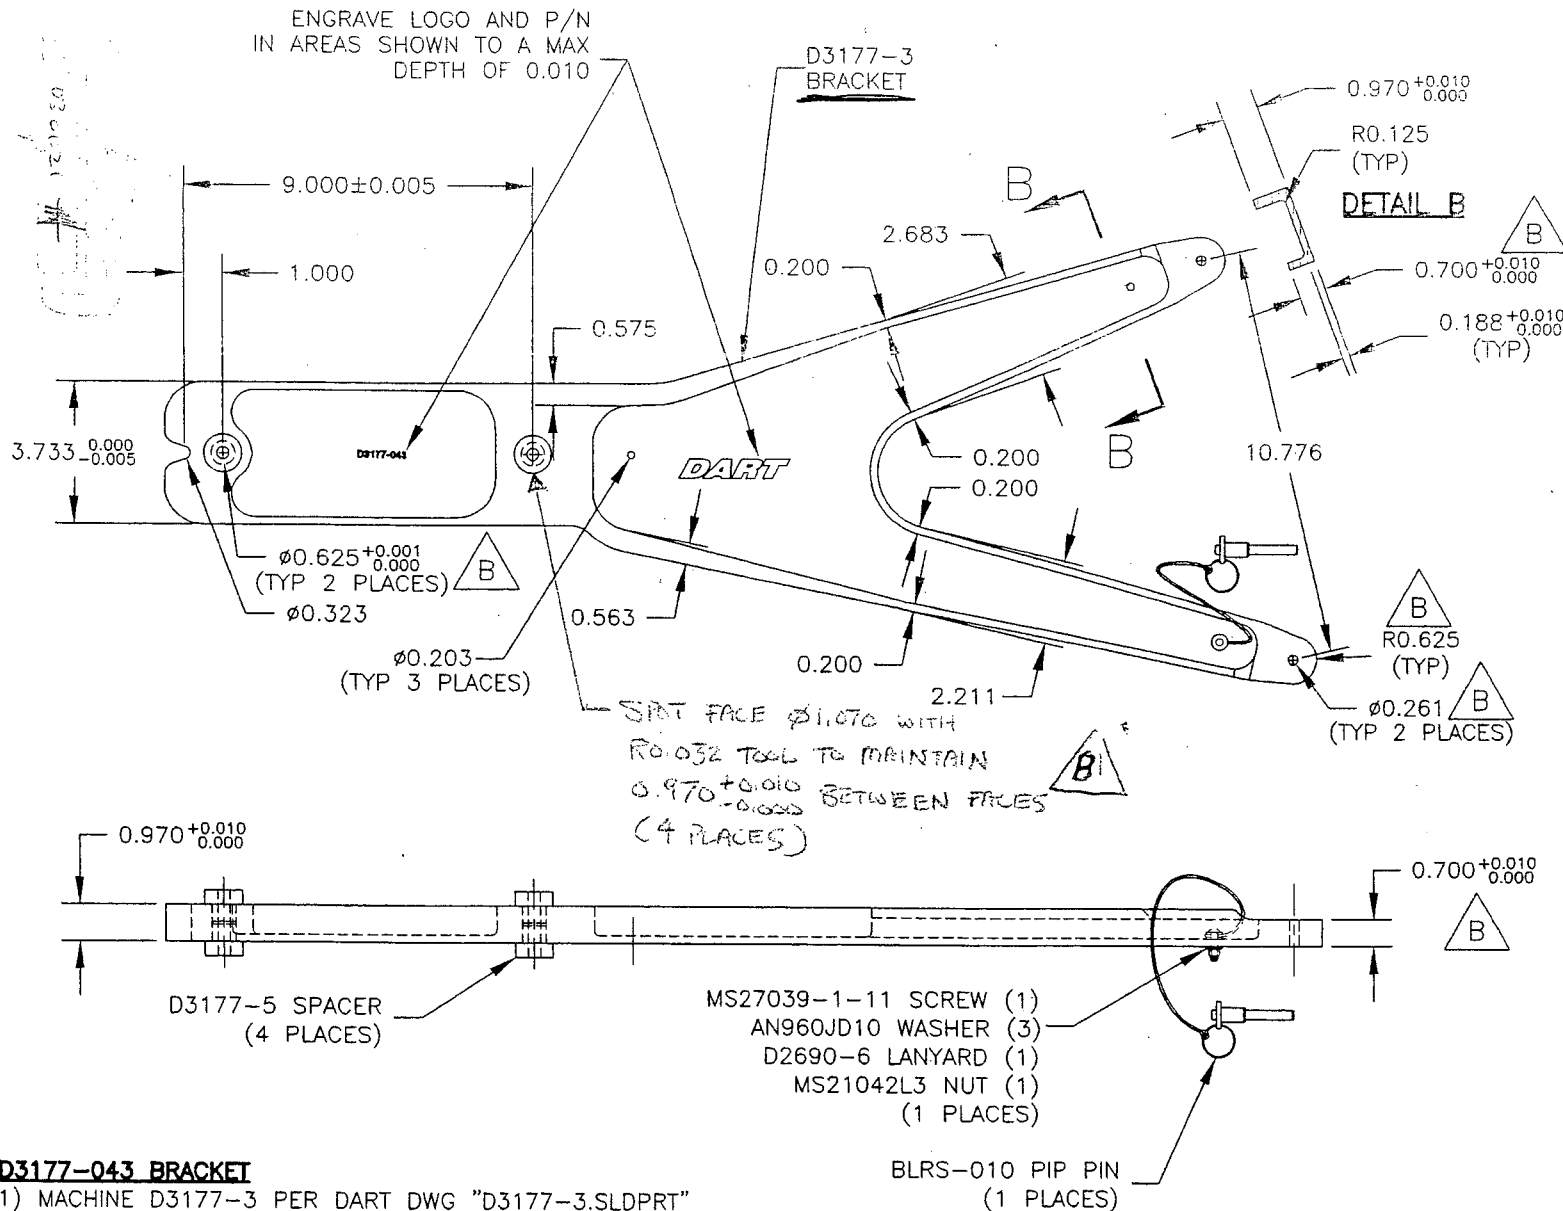 ENGRAVE LOGO AND P/N
IN AREAS SHOWN TO A MAX
DEPTH OF 0.010
D3177-3
BRACKET
0.970 +0.010 0.000
R0.125
(TYP)
DETAIL B
B
0.700 +0.010 0.000
0.188 +0.010 0.000
(TYP)
9.000±0.005
1.000
B
2.683
0.200
0.575
3.733 0.000 -0.005
D3177-043
DART
0.200
0.200
B
10.776
ø0.625 +0.001 0.000
(TYP 2 PLACES)
B
ø0.323
0.563
ø0.203
(TYP 3 PLACES)
0.200
2.211
B
R0.625
(TYP)
ø0.261
(TYP 2 PLACES)
B
SPOT FACE ø1.070 WITH
R0.032 TOOL TO MAINTAIN
0.970 +0.010 -0.000 BETWEEN FACES
(4 PLACES)
B
0.970 +0.010 0.000
0.700 +0.010 0.000
B
D3177-5 SPACER
(4 PLACES)
MS27039-1-11 SCREW (1)
AN960JD10 WASHER (3)
D2690-6 LANYARD (1)
MS21042L3 NUT (1)
(1 PLACES)
BLRS-010 PIP PIN
(1 PLACES)
D3177-043 BRACKET
1) MACHINE D3177-3 PER DART DWG "D3177-3.SLDPRT"